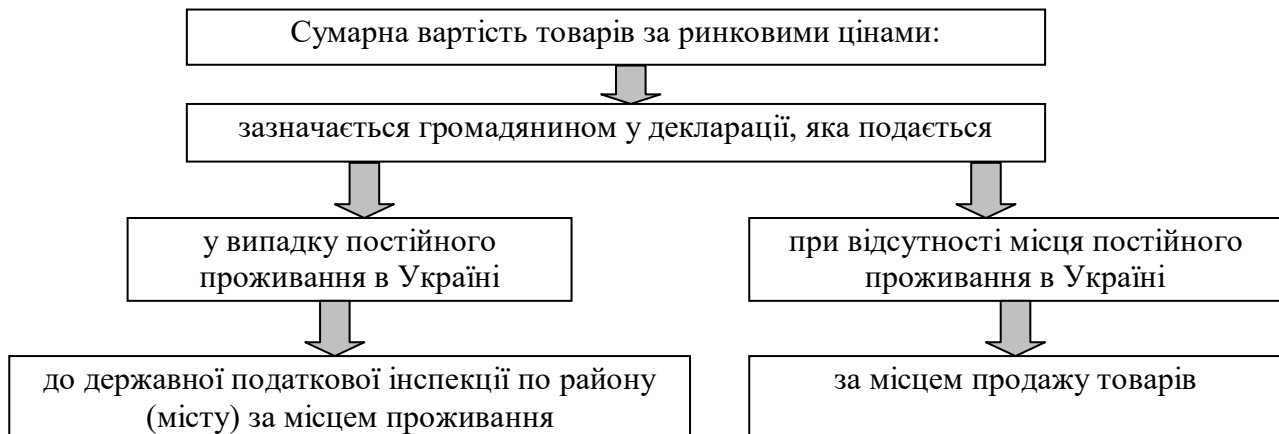 Сумарна вартість товарів за ринковими цінами:
зазначається громадянином у декларації, яка подається
у випадку постійного
проживання в Україні
при відсутності місця постійного
проживання в Україні
до державної податкової інспекції по району
(місту) за місцем проживання
за місцем продажу товарів